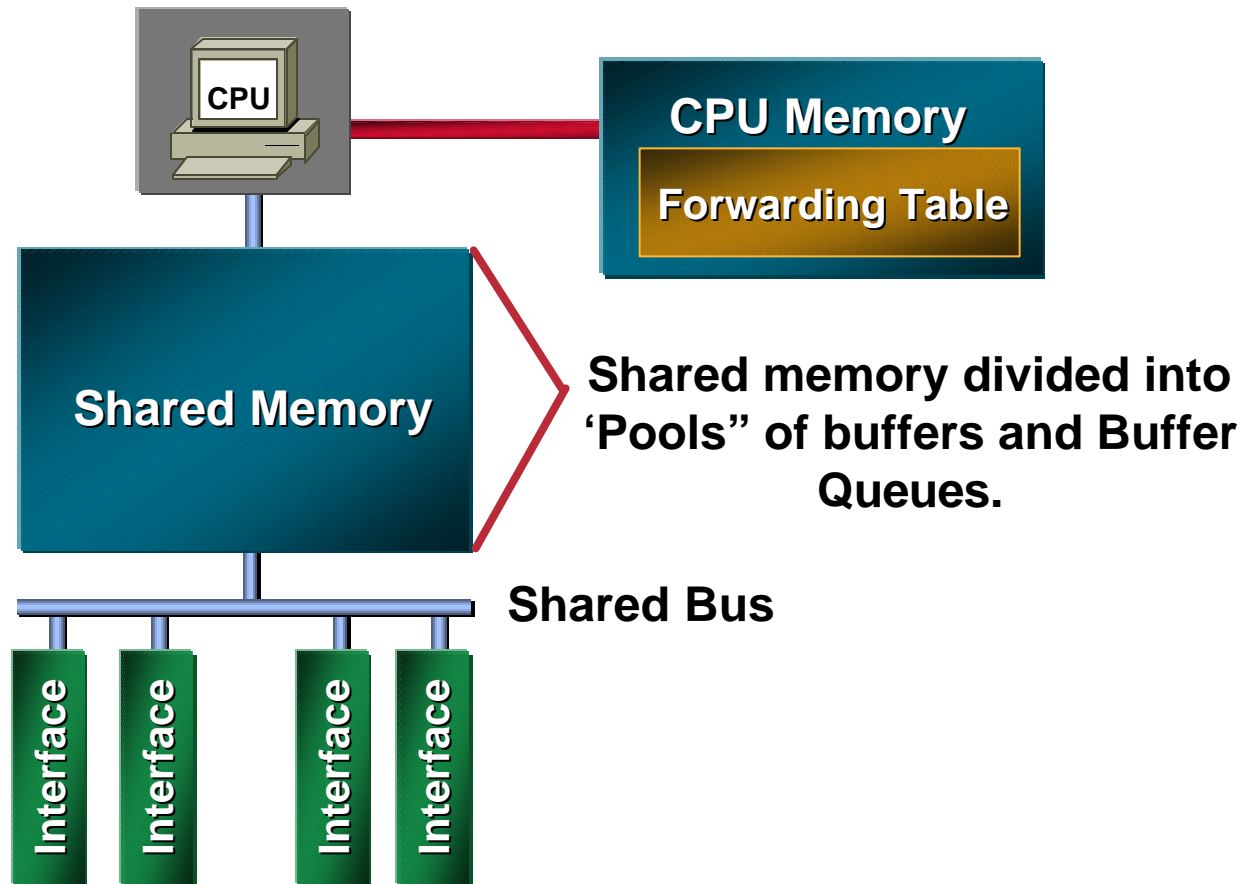 CPU
CPU Memory
Forwarding Table
Shared Memory
Shared memory divided into
‘Pools” of buffers and Buffer
Queues.
Shared Bus
Interface
Interface
Interface
Interface